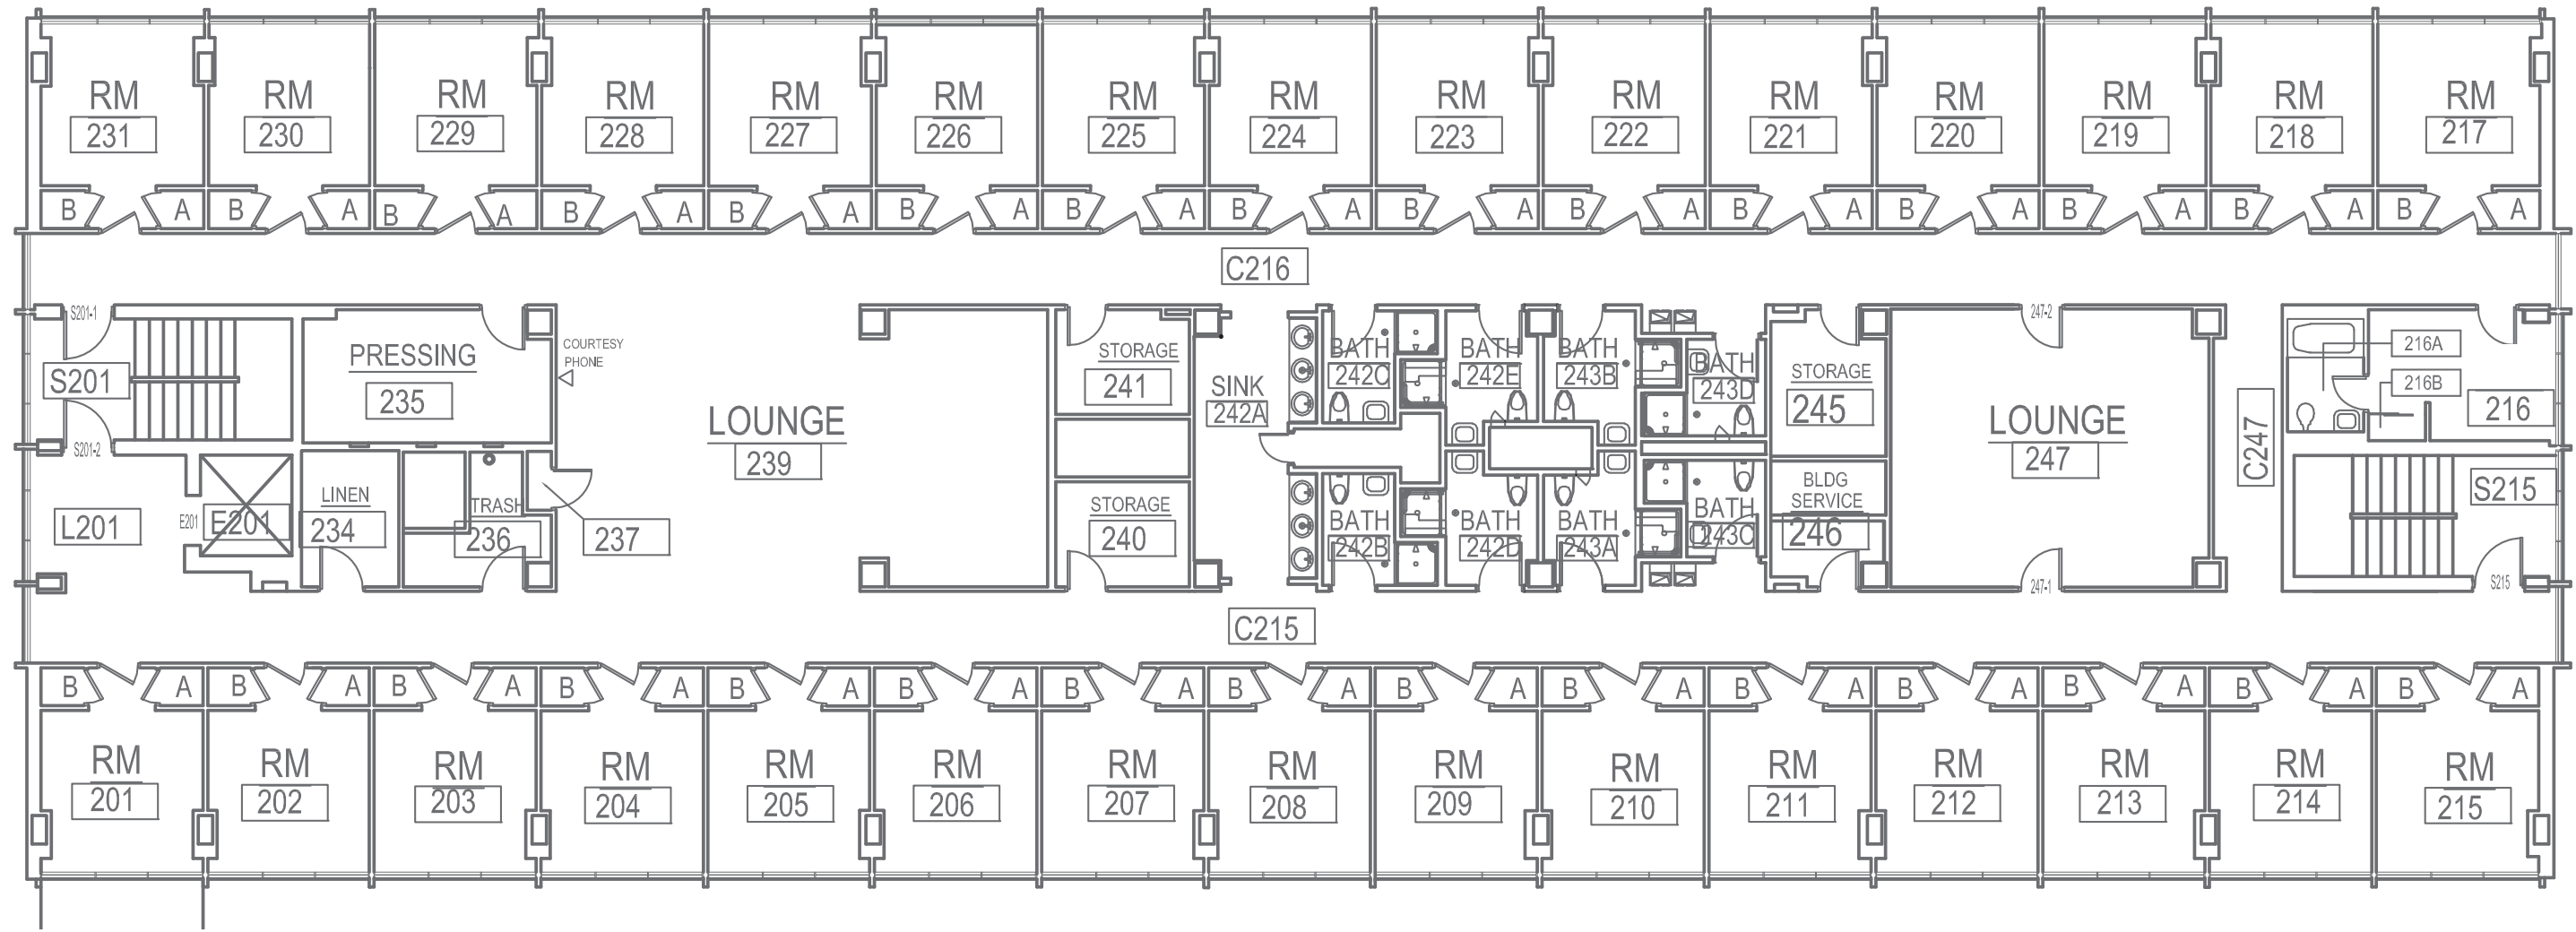 RM RM RM RM RM RM RM RM RM RM RM RM RM RM RM
231 230 229 228 227 226 225 224 223 222 221 220 219 218 217
B A B A B A B A B A B A B A B A B A B A B A B A B A B A B A
C216
S201-1
S201
S201-2
PRESSING
235
COURTESY
PHONE
LOUNGE
239
STORAGE
241
SINK
242A
BATH
242C
BATH
242E
BATH
243B
BATH
243D
STORAGE
245
247-2
LOUNGE
247
247-1
C247
216A
216B
216
L201
E201
E201
LINEN
234
TRASH
236
237
STORAGE
240
BATH
242B
BATH
242D
BATH
243A
BATH
243C
BLDG
SERVICE
246
S215
S215
C215
B A B A B A B A B A B A B A B A B A B A B A B A B A B A B A
RM RM RM RM RM RM RM RM RM RM RM RM RM RM RM
201 202 203 204 205 206 207 208 209 210 211 212 213 214 215